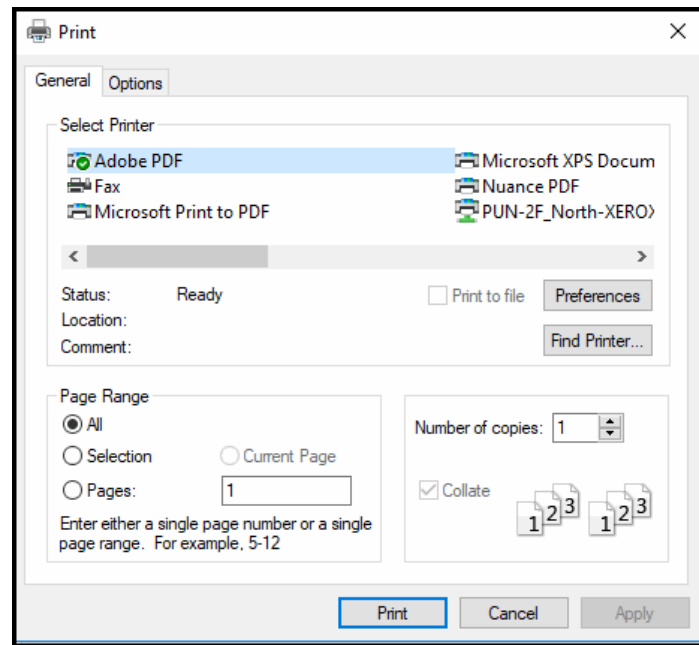 Print
General Options
Select Printer
Adobe PDF Microsoft XPS Docum
Fax Nuance PDF
Microsoft Print to PDF PUN-2F_North-XEROX
Status: Ready Print to file Preferences
Location:
Comment: Find Printer...
Page Range
All Number of copies: 1
Selection Current Page
Pages: 1 Collate
1 2 3 1 2 3
Enter either a single page number or a single
page range. For example, 5-12
Print Cancel Apply